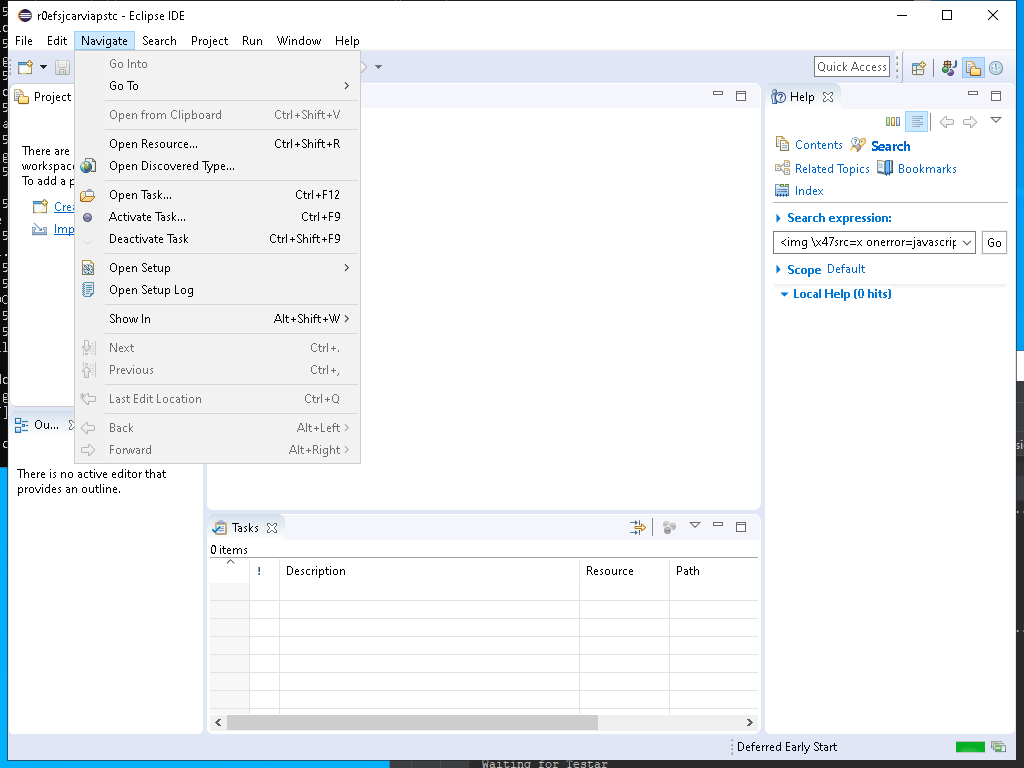 r0efsjcarviapstc - Eclipse IDE
File Edit Navigate Search Project Run Window Help
Quick Access
Go Into
Go To
Open from Clipboard Ctrl+Shift+V
Open Resource... Ctrl+Shift+R
Open Discovered Type...
Open Task... Ctrl+F12
Activate Task... Ctrl+F9
Deactivate Task Ctrl+Shift+F9
Open Setup
Open Setup Log
Show In Alt+Shift+W
Next Ctrl+.
Previous Ctrl+,
Last Edit Location Ctrl+Q
Back Alt+Left
Forward Alt+Right
Project
There are
workspac
To add a p
Crea
Imp
Ou...
There is no active editor that
provides an outline.
Tasks
0 items
! Description Resource Path
Help
Contents Search
Related Topics Bookmarks
Index
Search expression:
<img \x47src=x onerror=javascrip Go
Scope Default
Local Help (0 hits)
Deferred Early Start
Waiting for Testar